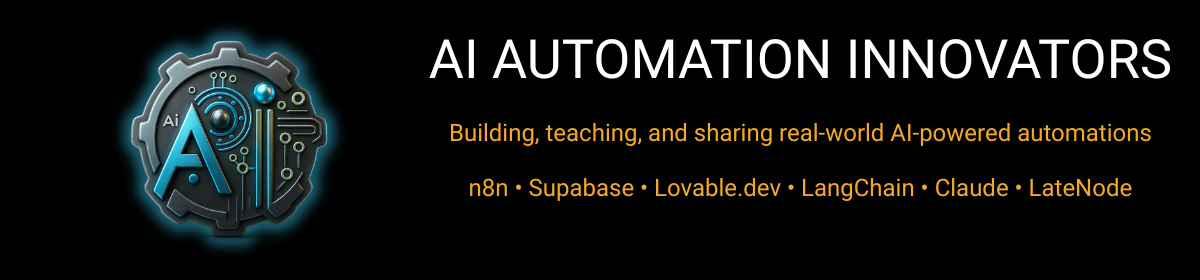 AI AUTOMATION INNOVATORS
Building, teaching, and sharing real-world AI-powered automations
n8n • Supabase • Lovable.dev • LangChain • Claude • LateNode
Ai
Ai